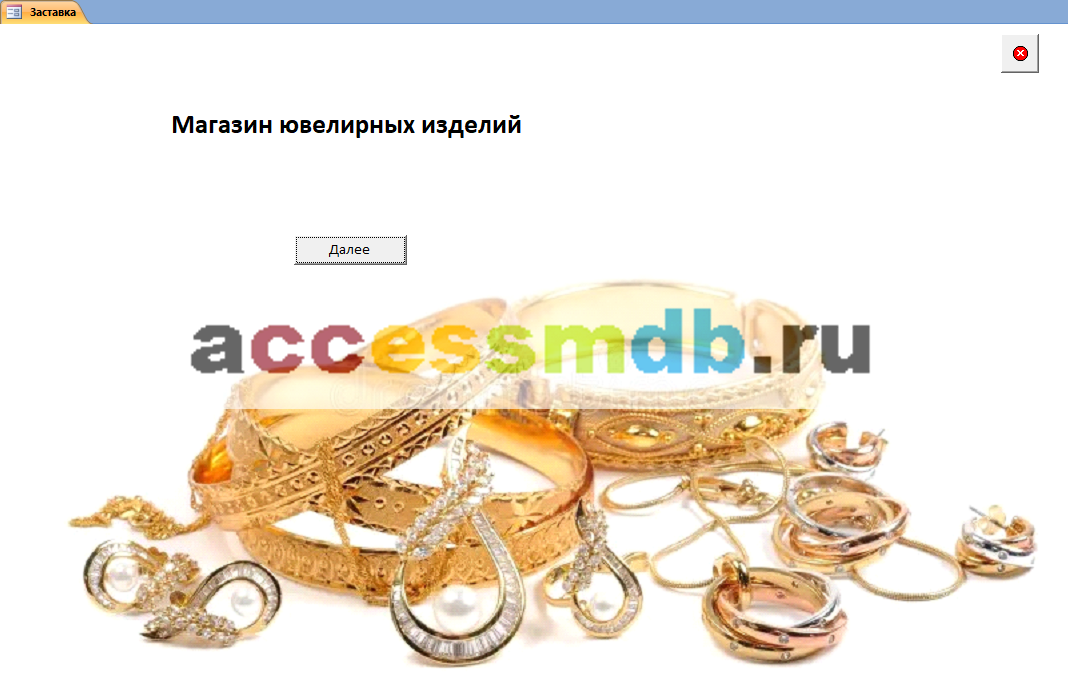 Заставка
Магазин ювелирных изделий
Далее
accessmdb.ru